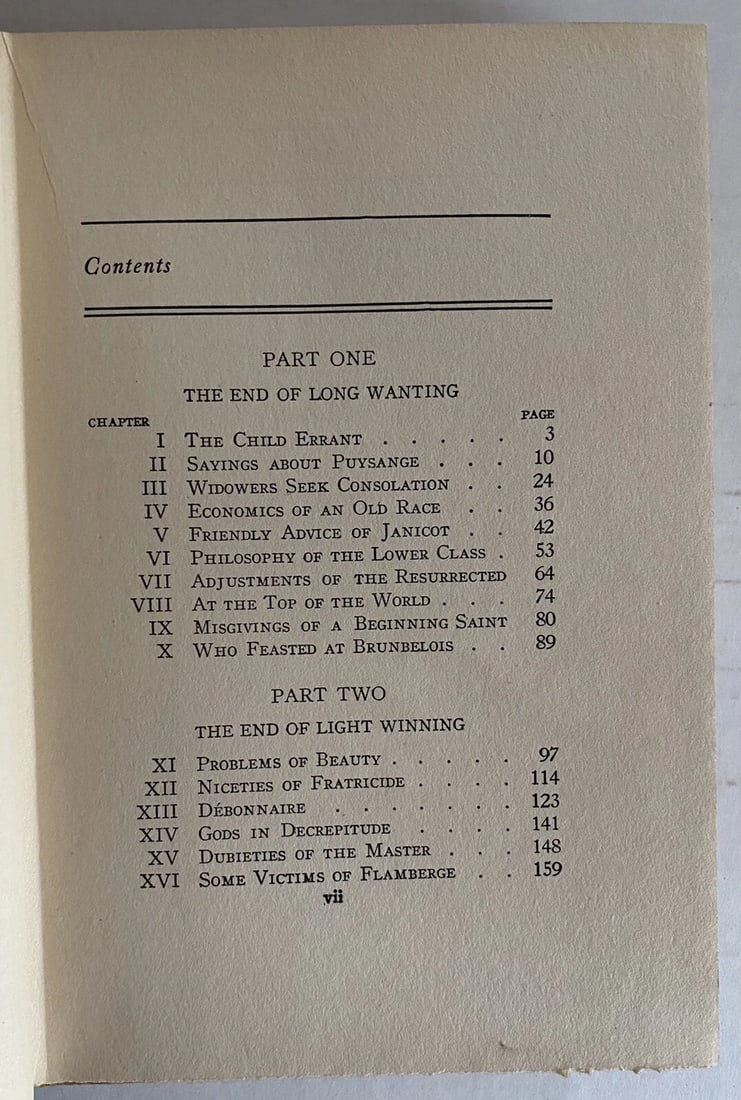 Contents
PART ONE
THE END OF LONG WANTING
CHAPTER PAGE
I THE CHILD ERRANT . . . . . 3
II SAYINGS ABOUT PUYSANGE . . . 10
III WIDOWERS SEEK CONSOLATION . . 24
IV ECONOMICS OF AN OLD RACE . . 36
V FRIENDLY ADVICE OF JANICOT . . 42
VI PHILOSOPHY OF THE LOWER CLASS . 53
VII ADJUSTMENTS OF THE RESURRECTED 64
VIII AT THE TOP OF THE WORLD . . . 74
IX MISGIVINGS OF A BEGINNING SAINT 80
X WHO FEASTED AT BRUNBELOIS . . 89
PART TWO
THE END OF LIGHT WINNING
XI PROBLEMS OF BEAUTY . . . . . 97
XII NICETIES OF FRATRICIDE . . . . 114
XIII DÉBONNAIRE . . . . . . . 123
XIV GODS IN DECREPITUDE . . . . 141
XV DUBIETIES OF THE MASTER . . . 148
XVI SOME VICTIMS OF FLAMBERGE . . 159
vii